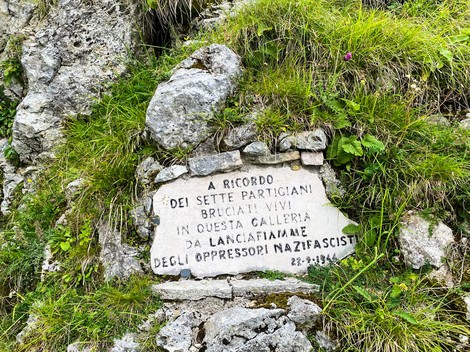 A RICORDO
DEI SETTE PARTIGIANI
BRUCIATI VIVI
IN QUESTA GALLERIA
DA LANCIAFIAMME
DEGLI OPPRESSORI NAZIFASCISTI
22-9-1944